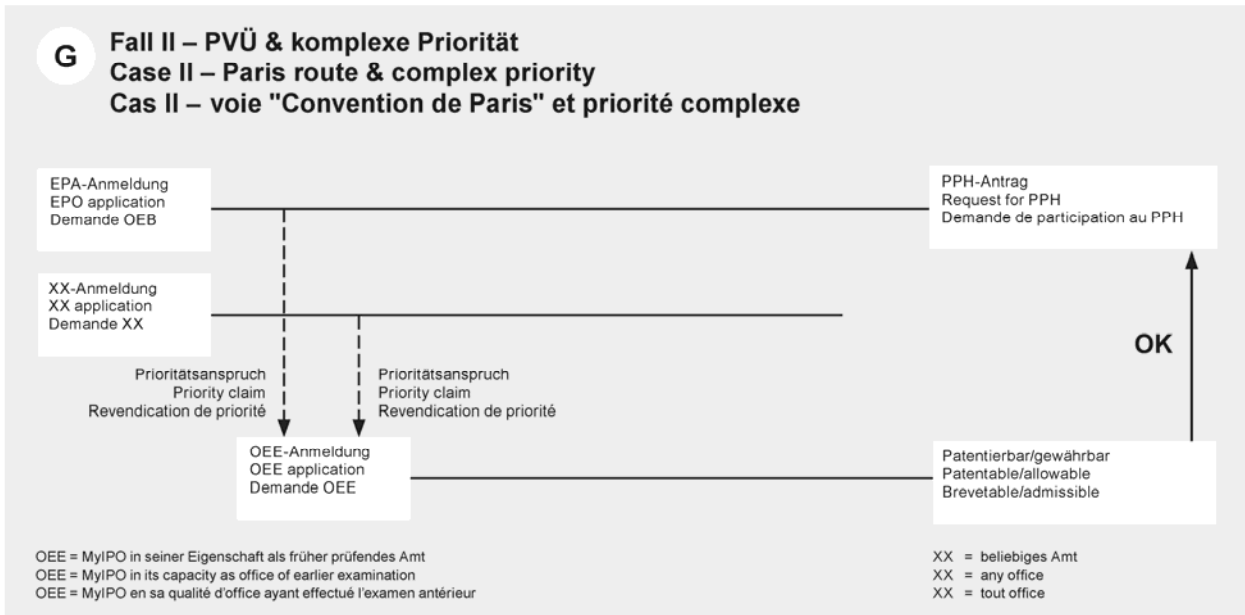 G
Fall II – PVÜ & komplexe Priorität
Case II – Paris route & complex priority
Cas II – voie "Convention de Paris" et priorité complexe
EPA-Anmeldung
EPO application
Demande OEB
PPH-Antrag
Request for PPH
Demande de participation au PPH
XX-Anmeldung
XX application
Demande XX
OK
Prioritätsanspruch
Priority claim
Revendication de priorité
Prioritätsanspruch
Priority claim
Revendication de priorité
OEE-Anmeldung
OEE application
Demande OEE
Patentierbar/gewährbar
Patentable/allowable
Brevetable/admissible
OEE = MyIPO in seiner Eigenschaft als früher prüfendes Amt
OEE = MyIPO in its capacity as office of earlier examination
OEE = MyIPO en sa qualité d'office ayant effectué l'examen antérieur
XX = beliebiges Amt
XX = any office
XX = tout office